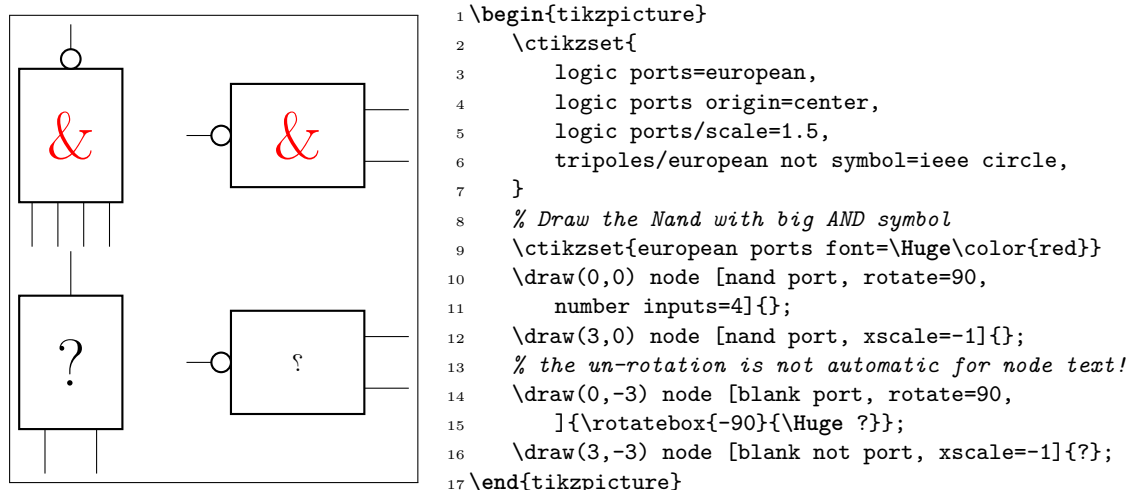 & &
? ?
1 \begin{tikzpicture}
2 \ctikzset{
3 logic ports=european,
4 logic ports origin=center,
5 logic ports/scale=1.5,
6 tripoles/european not symbol=ieee circle,
7 }
8 % Draw the Nand with big AND symbol
9 \ctikzset{european ports font=\Huge\color{red}}
10 \draw(0,0) node [nand port, rotate=90,
11 number inputs=4]{};
12 \draw(3,0) node [nand port, xscale=-1]{};
13 % the un-rotation is not automatic for node text!
14 \draw(0,-3) node [blank port, rotate=90,
15 ]{\rotatebox{-90}{\Huge ?}};
16 \draw(3,-3) node [blank not port, xscale=-1]{?};
17 \end{tikzpicture}